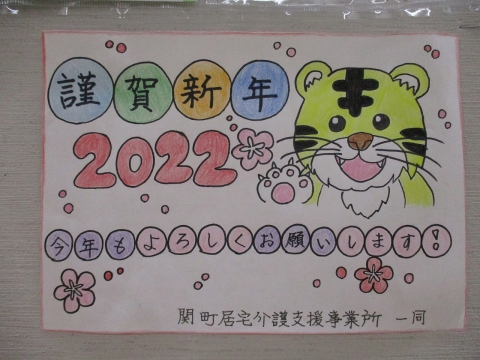 謹賀新年
2022
今年もよろしくお願いします!
関町居宅介護支援事業所 一同